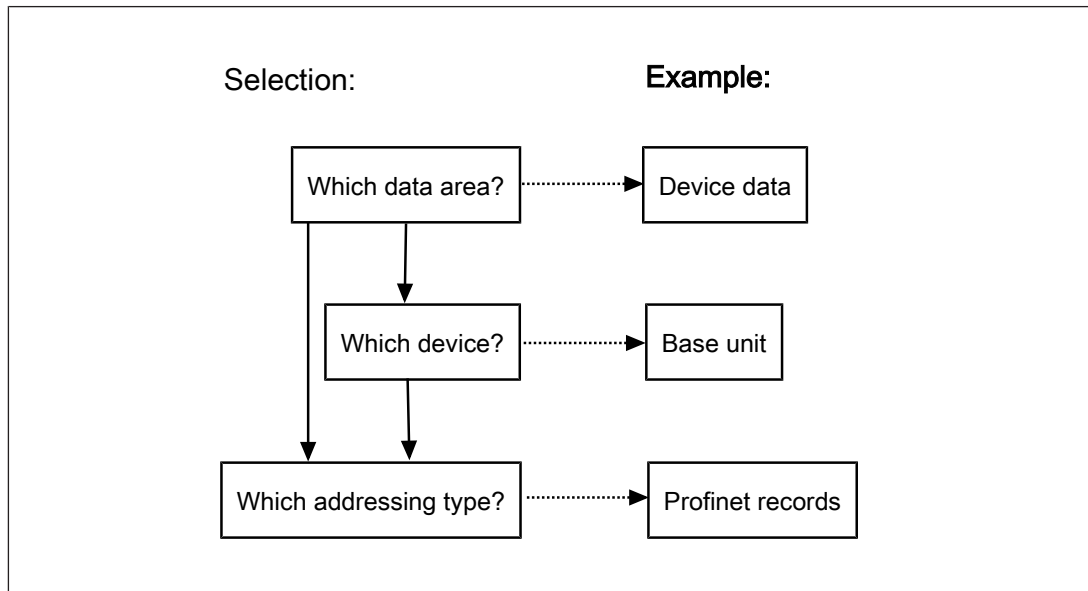 Selection:
Example:
Which data area?
Device data
Which device?
Base unit
Which addressing type?
Profinet records